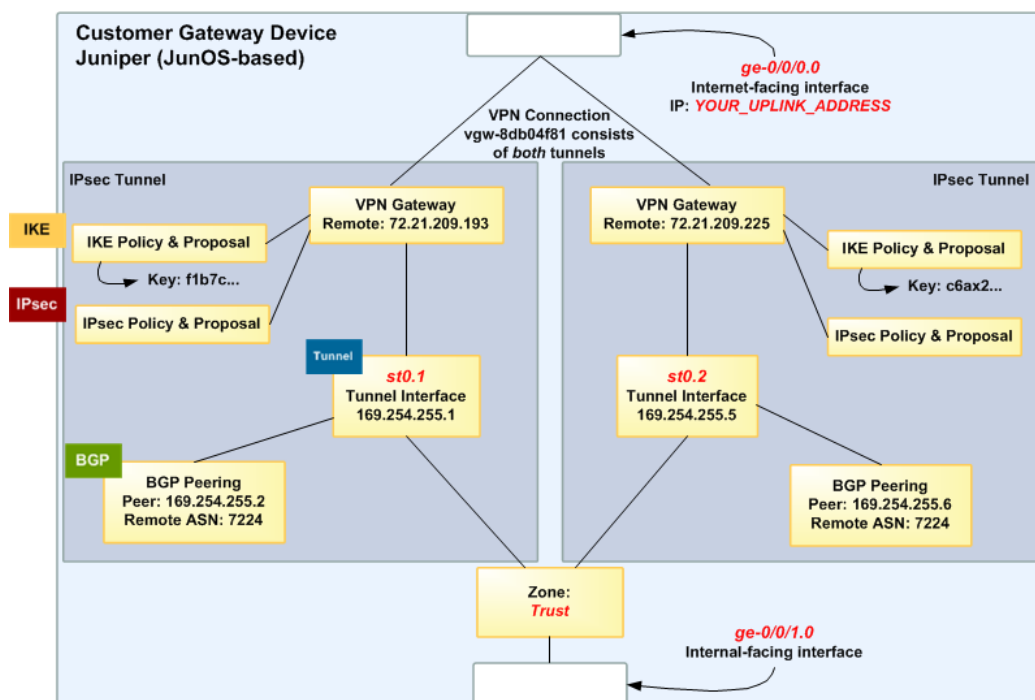 Customer Gateway Device
Juniper (JunOS-based)
ge-0/0/0.0
Internet-facing interface
IP: YOUR_UPLINK_ADDRESS
VPN Connection
vgw-8db04f81 consists
of both tunnels
IPsec Tunnel
IPsec Tunnel
IKE
VPN Gateway
Remote: 72.21.209.193
VPN Gateway
Remote: 72.21.209.225
IKE Policy & Proposal
Key: f1b7c...
IKE Policy & Proposal
Key: c6ax2...
IPsec
IPsec Policy & Proposal
IPsec Policy & Proposal
Tunnel
st0.1
Tunnel Interface
169.254.255.1
st0.2
Tunnel Interface
169.254.255.5
BGP
BGP Peering
Peer: 169.254.255.2
Remote ASN: 7224
BGP Peering
Peer: 169.254.255.6
Remote ASN: 7224
Zone:
Trust
ge-0/0/1.0
Internal-facing interface